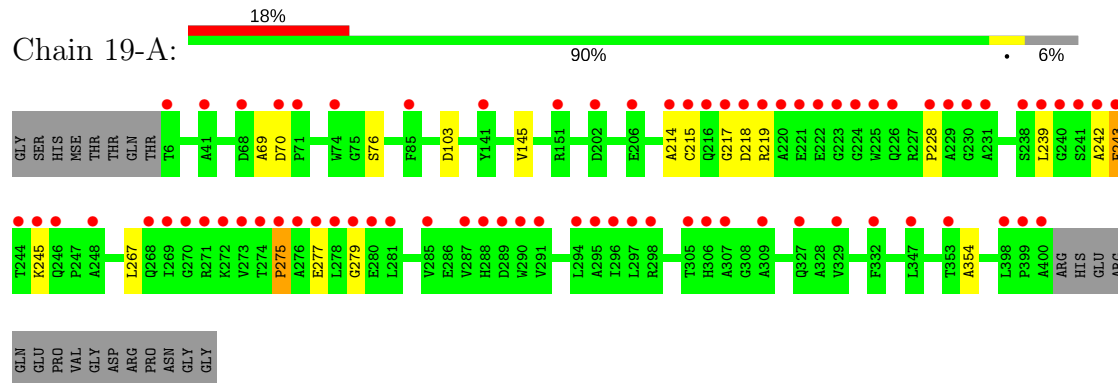 18%
Chain 19-A:
90% • 6%
GLY SER HIS MSE THR THR GLN THR T6 A41 D68 A69 D70 P71 W74 G75 S76 F85 D103 Y141 V145 R151 D202 E206 A214 C215 Q216 G217 D218 R219 A220 E221 E222 G223 G224 W225 Q226 R227 P228 A229 G230 A231 S238 L239 G240 S241 A242 E243
T244 K245 Q246 P247 A248 L267 Q268 I269 G270 R271 K272 V273 T274 P275 A276 E277 L278 G279 E280 L281 V285 E286 V287 H288 D289 W290 V291 L294 A295 I296 L297 R298 T305 H306 A307 G308 A309 Q327 A328 V329 F332 L347 T353 A354 L398 P399 A400 ARG HIS GLU ARG
GLN GLU PRO VAL GLY ASP ARG PRO ASN GLY GLY